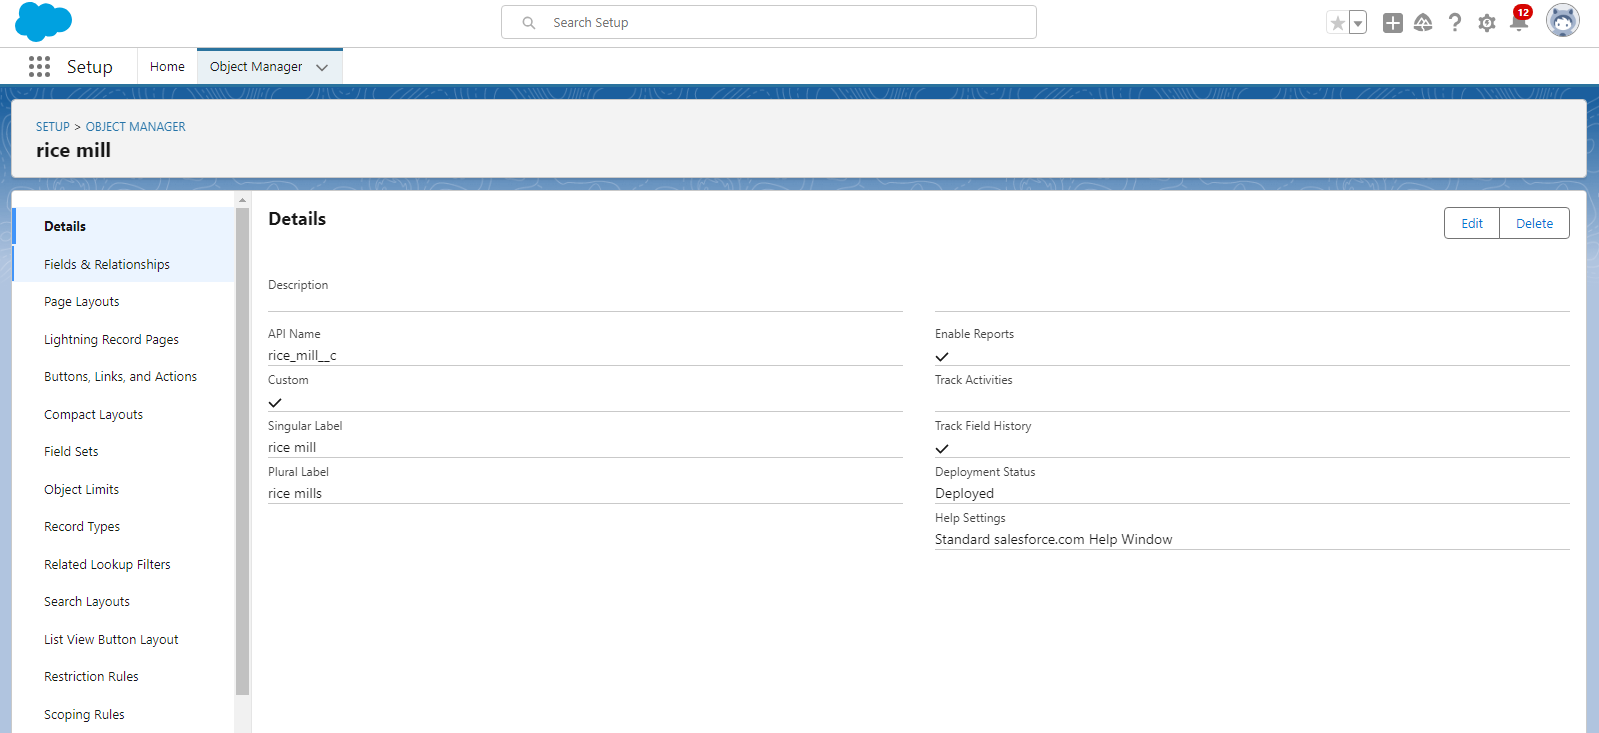 Search Setup
12
Setup
Home
Object Manager
SETUP > OBJECT MANAGER
rice mill
Details
Fields & Relationships
Page Layouts
Lightning Record Pages
Buttons, Links, and Actions
Compact Layouts
Field Sets
Object Limits
Record Types
Related Lookup Filters
Search Layouts
List View Button Layout
Restriction Rules
Scoping Rules
Details
Edit
Delete
Description
API Name
rice_mill__c
Custom
Singular Label
rice mill
Plural Label
rice mills
Enable Reports
Track Activities
Track Field History
Deployment Status
Deployed
Help Settings
Standard salesforce.com Help Window